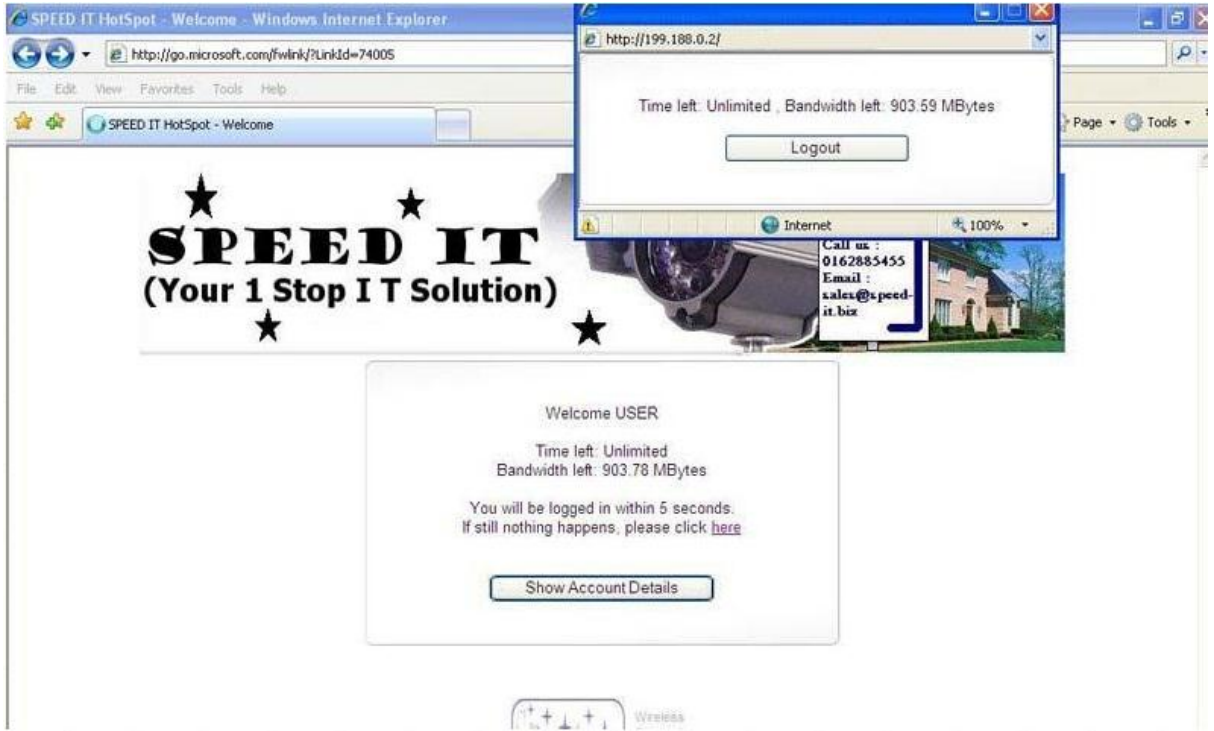 SPEED IT HotSpot - Welcome - Windows Internet Explorer
http://go.microsoft.com/fwlink/?LinkId=74005
File Edit View Favorites Tools Help
SPEED IT HotSpot - Welcome
Page Tools
http://199.188.0.2/
Time left: Unlimited , Bandwidth left: 903.59 MBytes
Logout
Internet 100%
SPEED IT
(Your 1 Stop I T Solution)
Call us :
0162885455
Email :
sales@speed-
it.biz
Welcome USER
Time left: Unlimited
Bandwidth left: 903.78 MBytes
You will be logged in within 5 seconds.
If still nothing happens, please click here
Show Account Details
Wireless